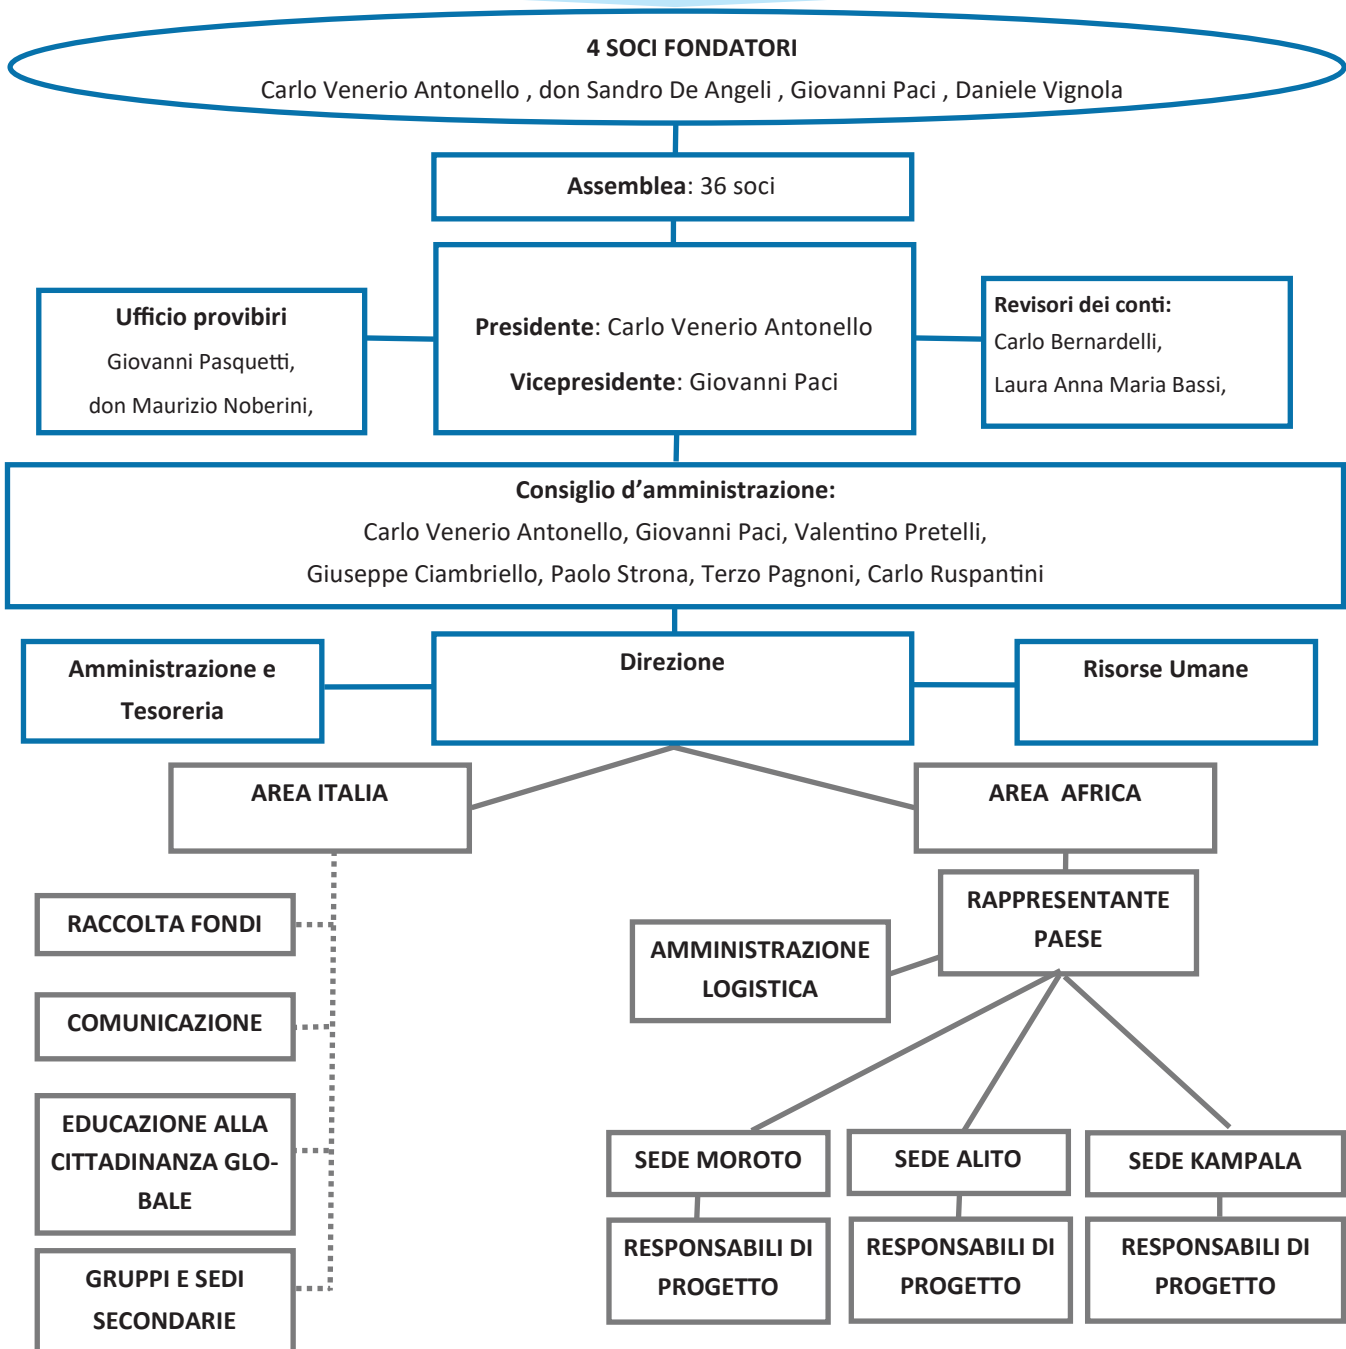 4 SOCI FONDATORI
Carlo Venerio Antonello , don Sandro De Angeli , Giovanni Paci , Daniele Vignola
Assemblea: 36 soci
Ufficio provibiri
Giovanni Pasquetti,
don Maurizio Noberini,
Presidente: Carlo Venerio Antonello
Vicepresidente: Giovanni Paci
Revisori dei conti:
Carlo Bernardelli,
Laura Anna Maria Bassi,
Consiglio d’amministrazione:
Carlo Venerio Antonello, Giovanni Paci, Valentino Pretelli,
Giuseppe Ciambriello, Paolo Strona, Terzo Pagnoni, Carlo Ruspantini
Amministrazione e
Tesoreria
Direzione
Risorse Umane
AREA ITALIA
AREA AFRICA
RACCOLTA FONDI
COMUNICAZIONE
EDUCAZIONE ALLA
CITTADINANZA GLO-
BALE
GRUPPI E SEDI
SECONDARIE
RAPPRESENTANTE
PAESE
AMMINISTRAZIONE
LOGISTICA
SEDE MOROTO
SEDE ALITO
SEDE KAMPALA
RESPONSABILI DI
PROGETTO
RESPONSABILI DI
PROGETTO
RESPONSABILI DI
PROGETTO